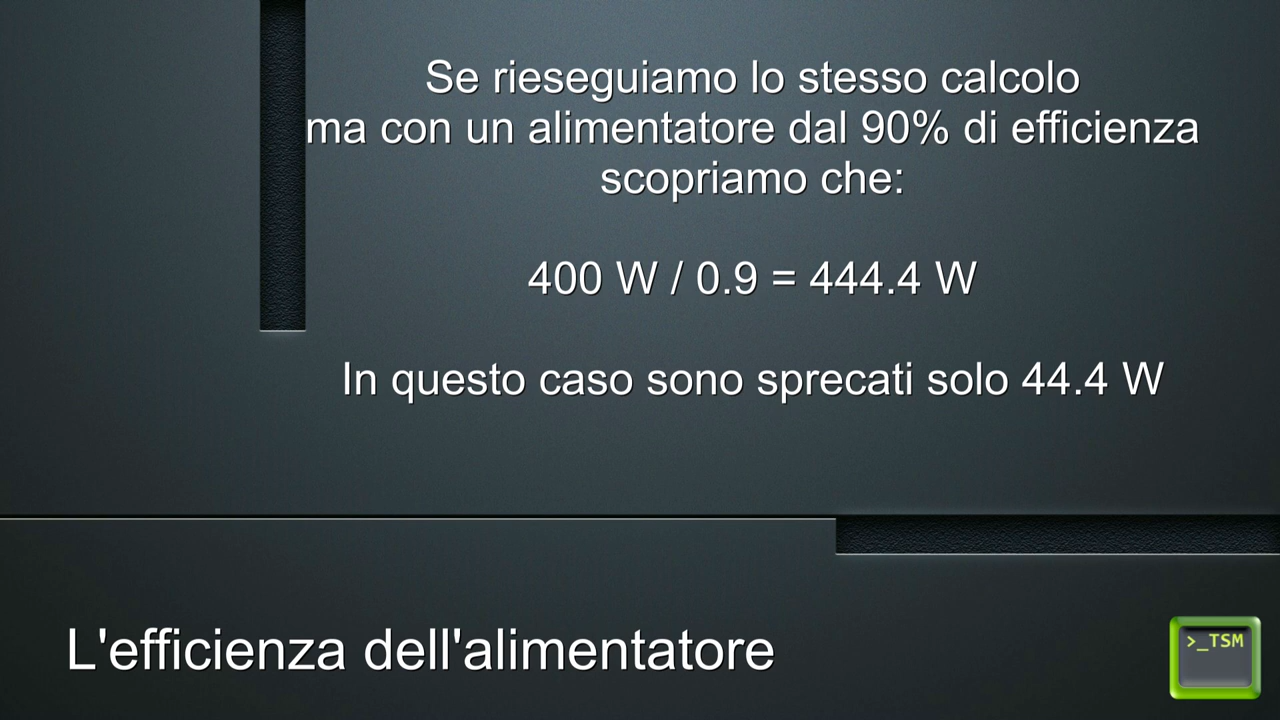 Se rieseguiamo lo stesso calcolo
ma con un alimentatore dal 90% di efficienza
scopriamo che:
400 W / 0.9 = 444.4 W
In questo caso sono sprecati solo 44.4 W
L'efficienza dell'alimentatore
>_TSM